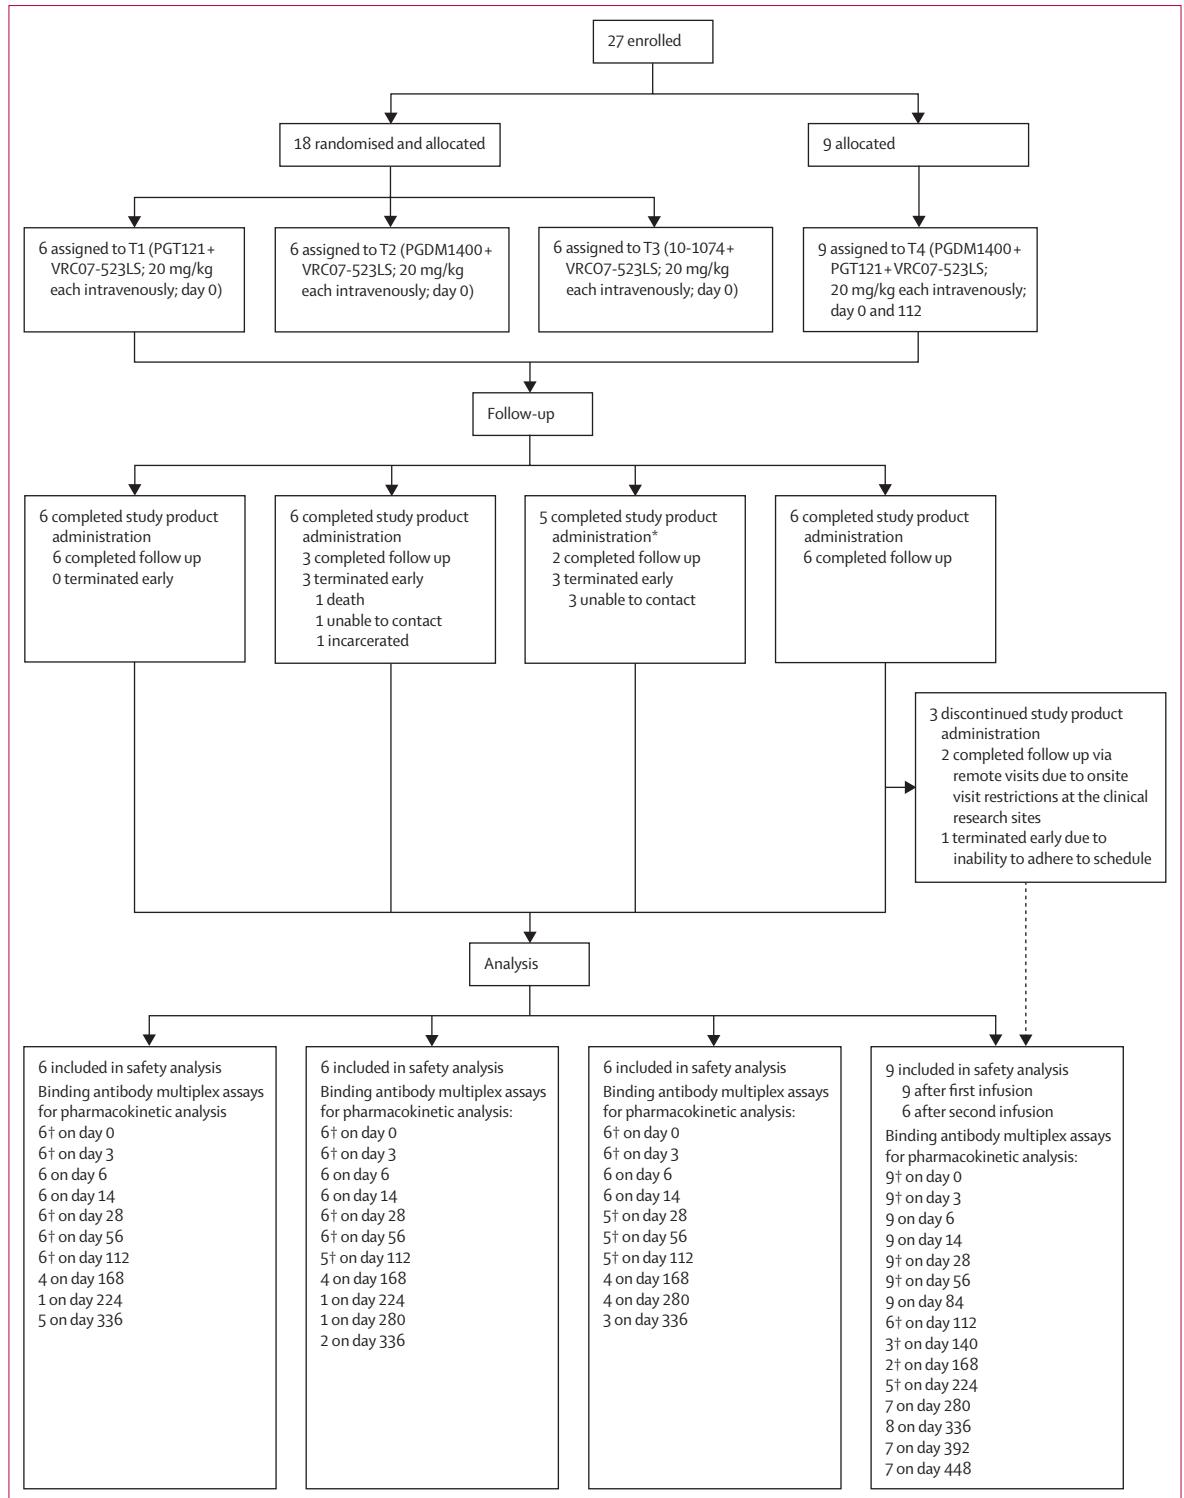 27 enrolled
18 randomised and allocated
9 allocated
6 assigned to T1 (PGT121+
VRC07-523LS; 20 mg/kg
each intravenously; day 0)
6 assigned to T2 (PGDM1400+
VRC07-523LS; 20 mg/kg
each intravenously; day 0)
6 assigned to T3 (10-1074+
VRC07-523LS; 20 mg/kg
each intravenously; day 0)
9 assigned to T4 (PGDM1400+
PGT121+VRC07-523LS;
20 mg/kg each intravenously;
day 0 and 112
Follow-up
6 completed study product
administration
6 completed follow up
0 terminated early
6 completed study product
administration
3 completed follow up
3 terminated early
1 death
1 unable to contact
1 incarcerated
5 completed study product
administration*
2 completed follow up
3 terminated early
3 unable to contact
6 completed study product
administration
6 completed follow up
3 discontinued study product
administration
2 completed follow up via
remote visits due to onsite
visit restrictions at the clinical
research sites
1 terminated early due to
inability to adhere to schedule
Analysis
6 included in safety analysis
Binding antibody multiplex assays
for pharmacokinetic analysis
6† on day 0
6† on day 3
6 on day 6
6 on day 14
6† on day 28
6† on day 56
6† on day 112
4 on day 168
1 on day 224
5 on day 336
6 included in safety analysis
Binding antibody multiplex assays
for pharmacokinetic analysis:
6† on day 0
6† on day 3
6 on day 6
6 on day 14
6† on day 28
6† on day 56
5† on day 112
4 on day 168
1 on day 224
1 on day 280
2 on day 336
6 included in safety analysis
Binding antibody multiplex assays
for pharmacokinetic analysis:
6† on day 0
6† on day 3
6 on day 6
6 on day 14
5† on day 28
5† on day 56
5† on day 112
4 on day 168
4 on day 280
3 on day 336
9 included in safety analysis
9 after first infusion
6 after second infusion
Binding antibody multiplex assays
for pharmacokinetic analysis:
9† on day 0
9† on day 3
9 on day 6
9 on day 14
9† on day 28
9† on day 56
9 on day 84
6† on day 112
3† on day 140
2† on day 168
5† on day 224
7 on day 280
8 on day 336
7 on day 392
7 on day 448